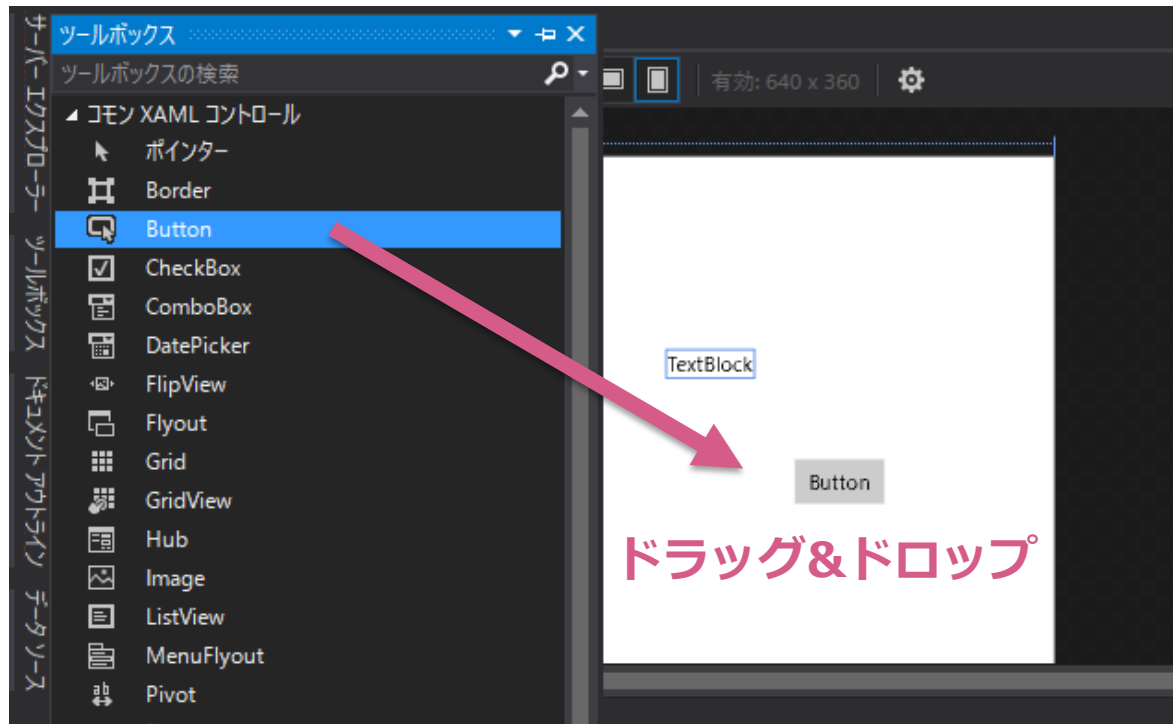 サーバー エクスプローラー
ツールボックス
ドキュメント アウトライン
データ ソース
ツールボックス
ツールボックスの検索
コモン XAML コントロール
ポインター
Border
Button
CheckBox
ComboBox
DatePicker
FlipView
Flyout
Grid
GridView
Hub
Image
ListView
MenuFlyout
Pivot
有効: 640 x 360
TextBlock
Button
ドラッグ&ドロップ